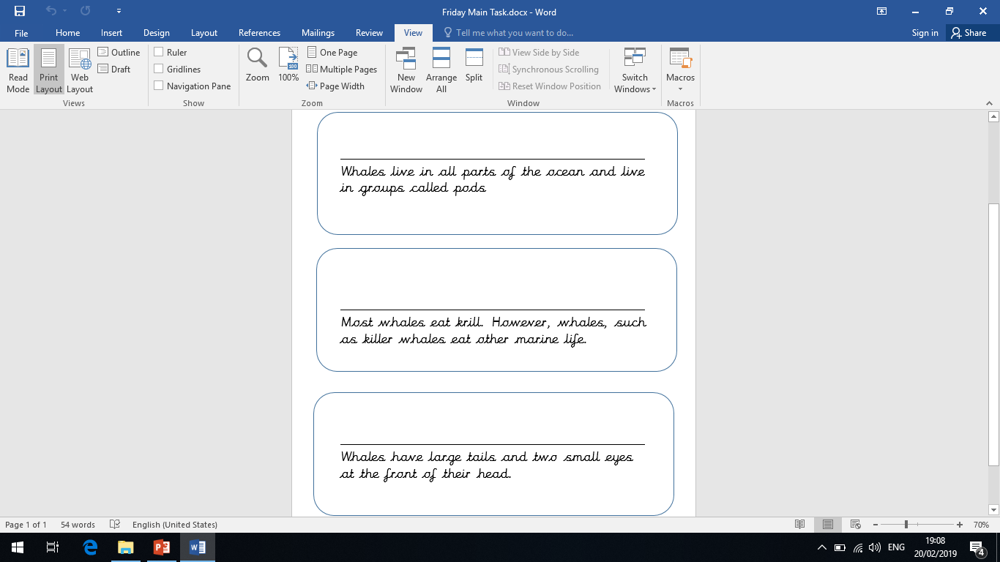 Friday Main Task.docx - Word
File Home Insert Design Layout References Mailings Review View Tell me what you want to do... Sign in Share
Read Mode
Print Layout
Web Layout
Outline
Draft
Views
Ruler
Gridlines
Navigation Pane
Show
Zoom
100%
100
One Page
Multiple Pages
Page Width
Zoom
New Window
Arrange All
Split
View Side by Side
Synchronous Scrolling
Reset Window Position
Window
Switch Windows
Macros
Macros
Whales live in all parts of the ocean and live
in groups called pods
Most whales eat krill. However, whales, such
as killer whales eat other marine life.
Whales have large tails and two small eyes
at the front of their head.
Page 1 of 1 54 words English (United States) 70%
ENG
19:08
20/02/2019
4